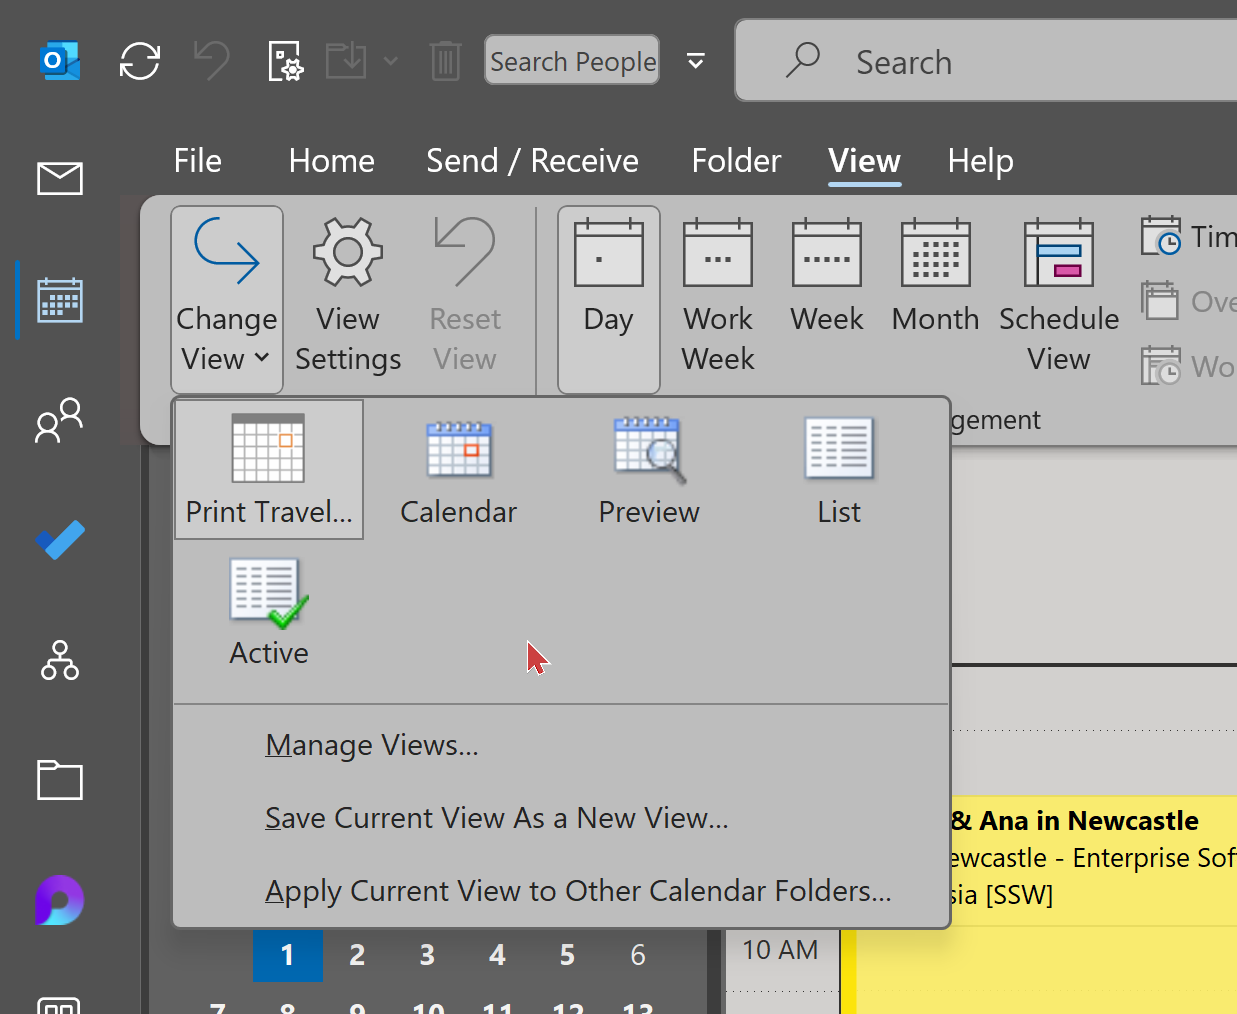 Search People
Search
File Home Send / Receive Folder View Help
Change View
View Settings
Reset View
Day
Work Week
Week
Month
Schedule View
Tim
Ove
Wo
gement
Print Travel...
Calendar
Preview
List
Active
Manage Views...
Save Current View As a New View...
Apply Current View to Other Calendar Folders...
& Ana in Newcastle
ewcastle - Enterprise Sof
sia [SSW]
10 AM
1 2 3 4 5 6
7 8 9 10 11 12 13